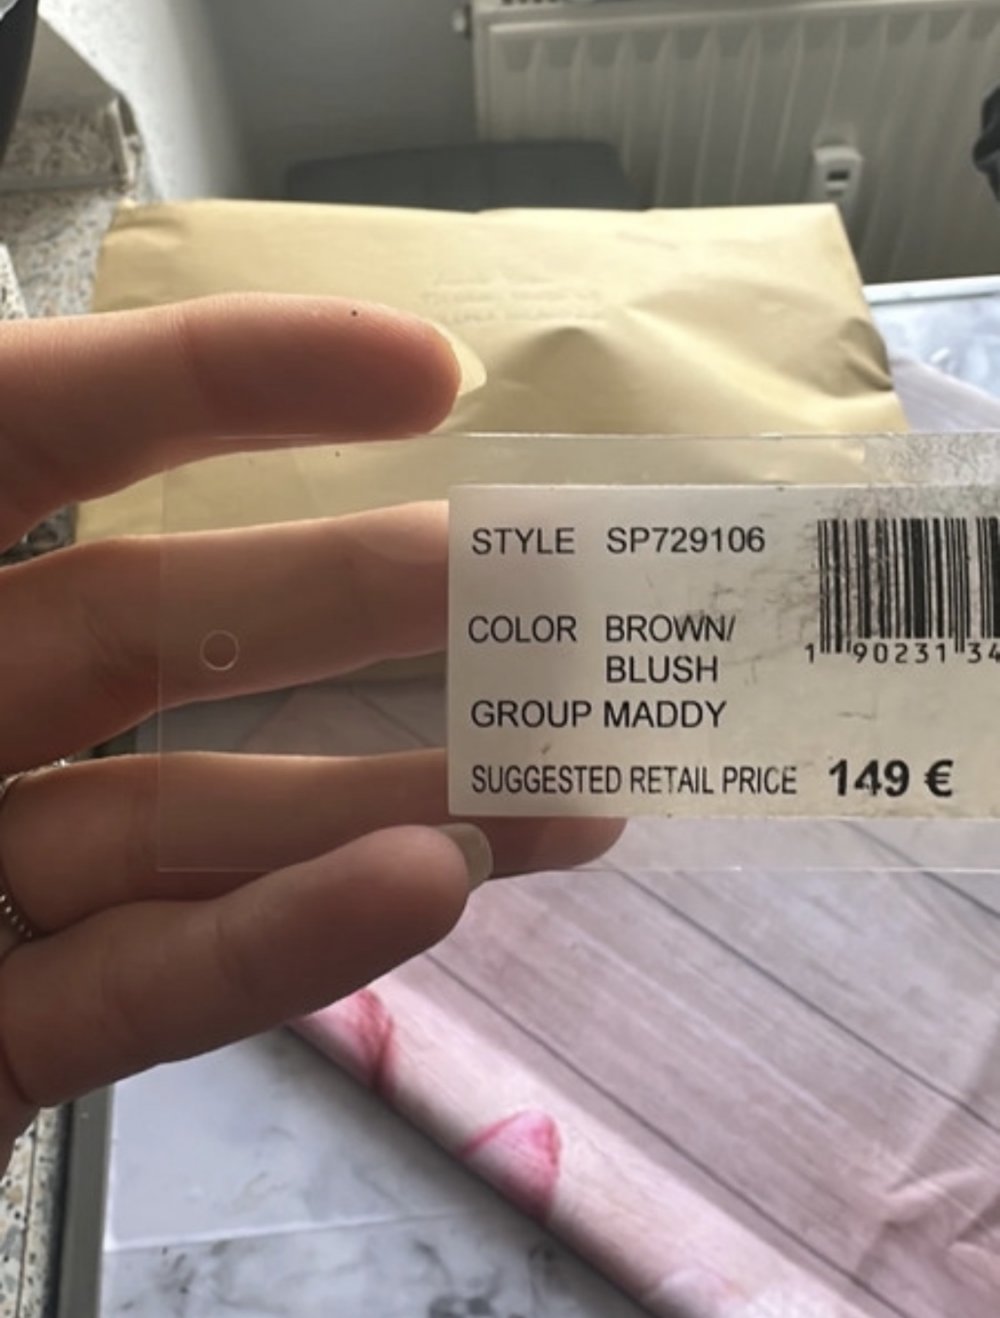 STYLE SP729106
COLOR BROWN/
BLUSH
GROUP MADDY
SUGGESTED RETAIL PRICE 149 €
1 90231 34